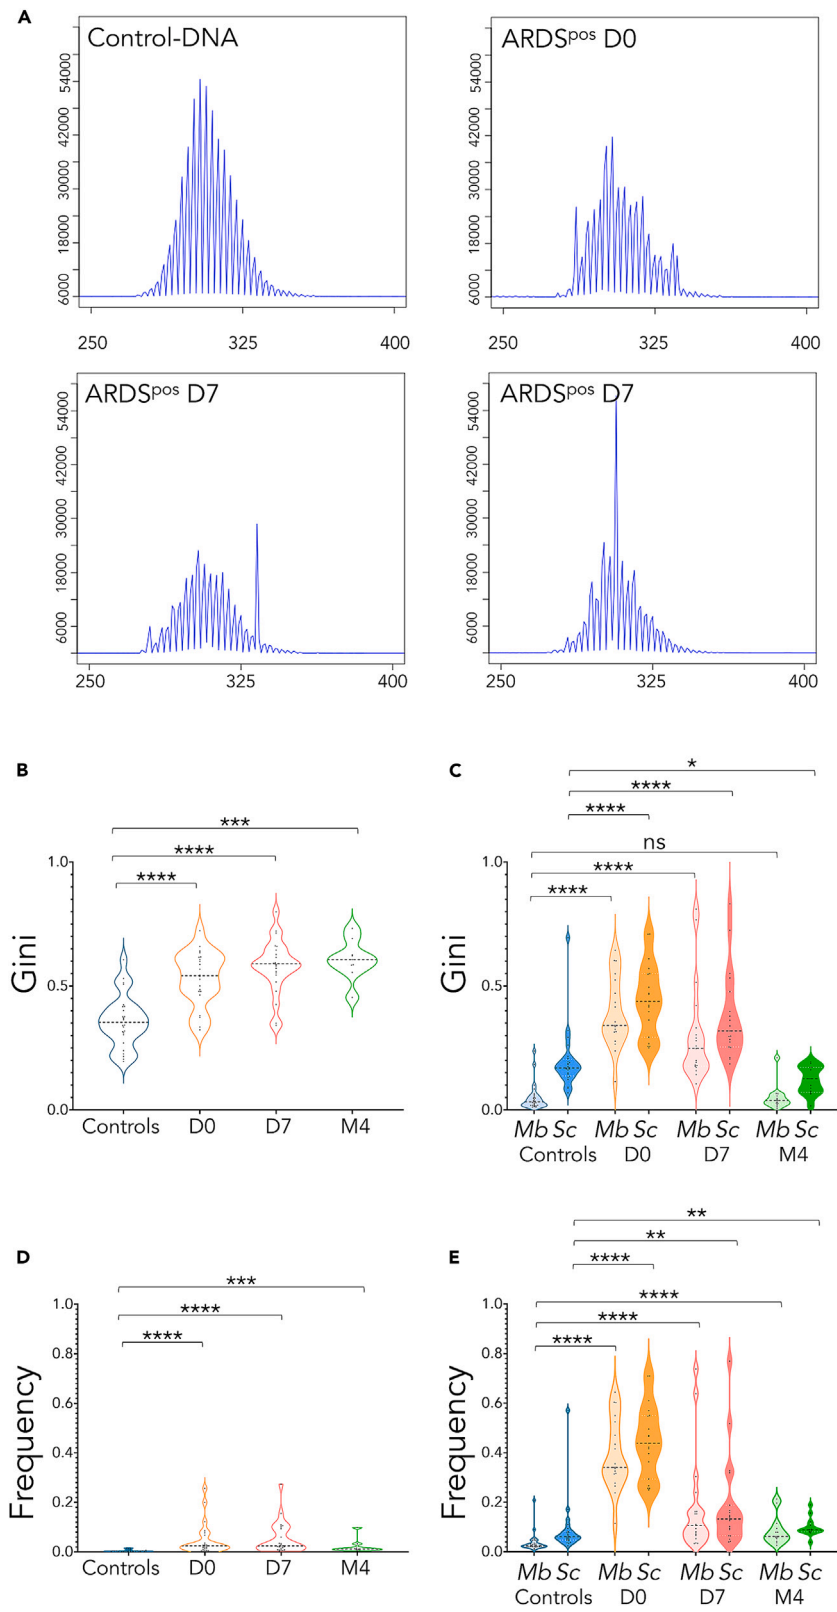 A
Control-DNA
54000
42000
30000
18000
6000
250 325 400
ARDSpos D0
54000
42000
30000
18000
6000
250 325 400
ARDSpos D7
54000
42000
30000
18000
6000
250 325 400
ARDSpos D7
54000
42000
30000
18000
6000
250 325 400
B
***
****
****
Gini
1.0
0.5
0.0
Controls D0 D7 M4
C
*
****
****
ns
****
****
Gini
1.0
0.5
0.0
Mb Sc Mb Sc Mb Sc Mb Sc
Controls D0 D7 M4
D
***
****
****
Frequency
1.0
0.8
0.6
0.4
0.2
0.0
Controls D0 D7 M4
E
**
**
****
****
****
****
Frequency
1.0
0.8
0.6
0.4
0.2
0.0
Mb Sc Mb Sc Mb Sc Mb Sc
Controls D0 D7 M4